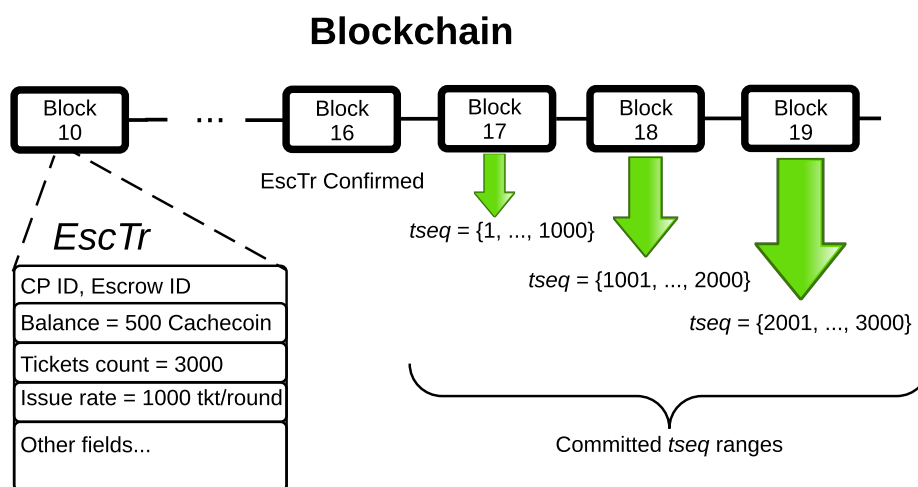 Blockchain
Block
10
...
Block
16
Block
17
Block
18
Block
19
EscTr Confirmed
tseq = {1, ..., 1000}
EscTr
tseq = {1001, ..., 2000}
CP ID, Escrow ID
Balance = 500 Cachecoin
tseq = {2001, ..., 3000}
Tickets count = 3000
Issue rate = 1000 tkt/round
Other fields...
Committed tseq ranges